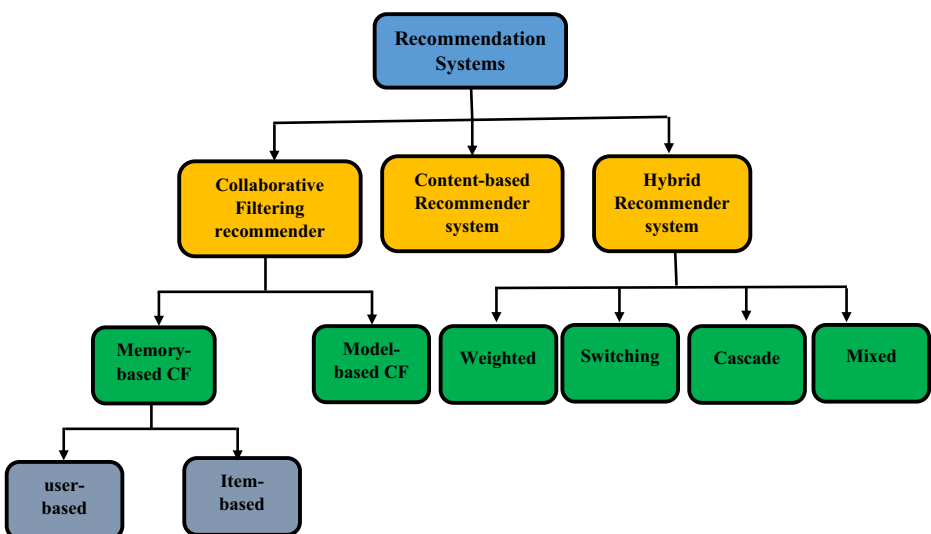 Recommendation
Systems
Collaborative
Filtering
recommender
Content-based
Recommender
system
Hybrid
Recommender
system
Memory-
based CF
Model-
based CF
Weighted
Switching
Cascade
Mixed
user-
based
Item-
based